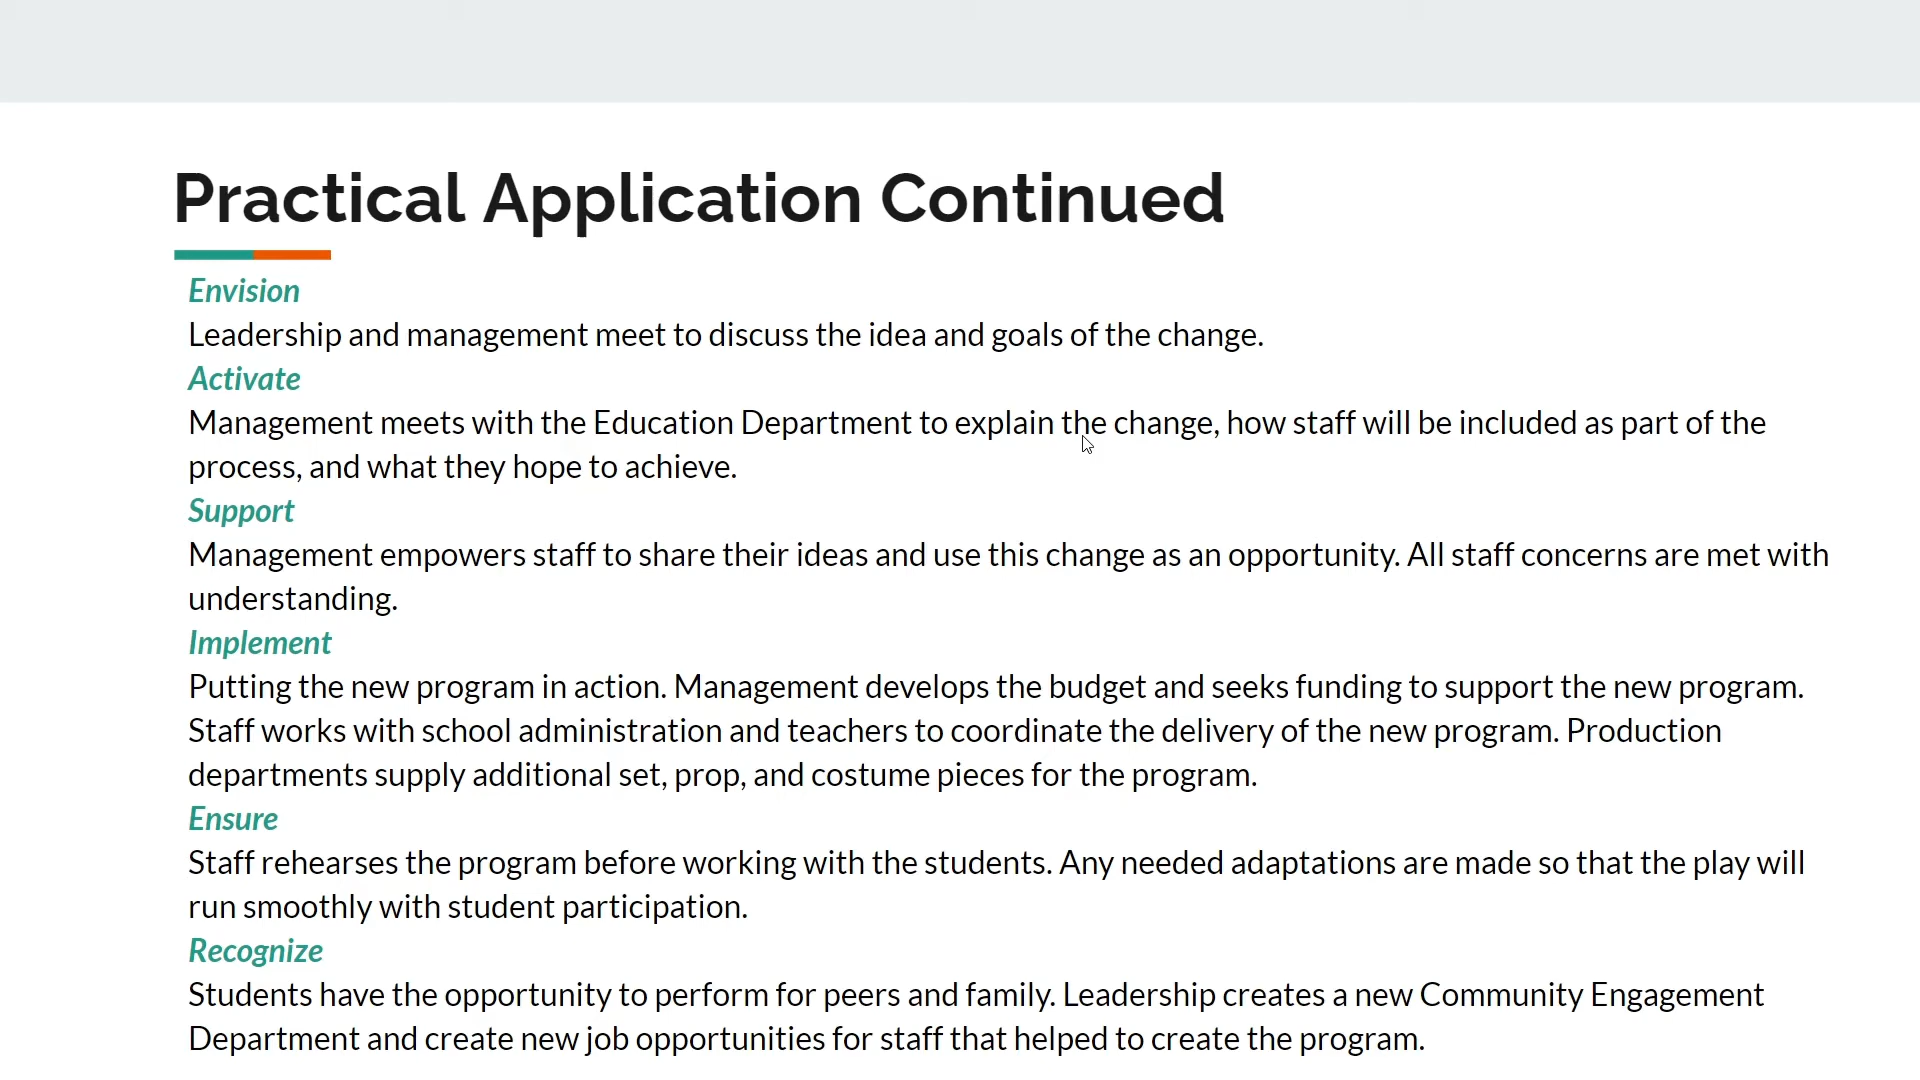 Practical Application Continued
Envision
Leadership and management meet to discuss the idea and goals of the change.
Activate
Management meets with the Education Department to explain the change, how staff will be included as part of the
process, and what they hope to achieve.
Support
Management empowers staff to share their ideas and use this change as an opportunity. All staff concerns are met with
understanding.
Implement
Putting the new program in action. Management develops the budget and seeks funding to support the new program.
Staff works with school administration and teachers to coordinate the delivery of the new program. Production
departments supply additional set, prop, and costume pieces for the program.
Ensure
Staff rehearses the program before working with the students. Any needed adaptations are made so that the play will
run smoothly with student participation.
Recognize
Students have the opportunity to perform for peers and family. Leadership creates a new Community Engagement
Department and create new job opportunities for staff that helped to create the program.